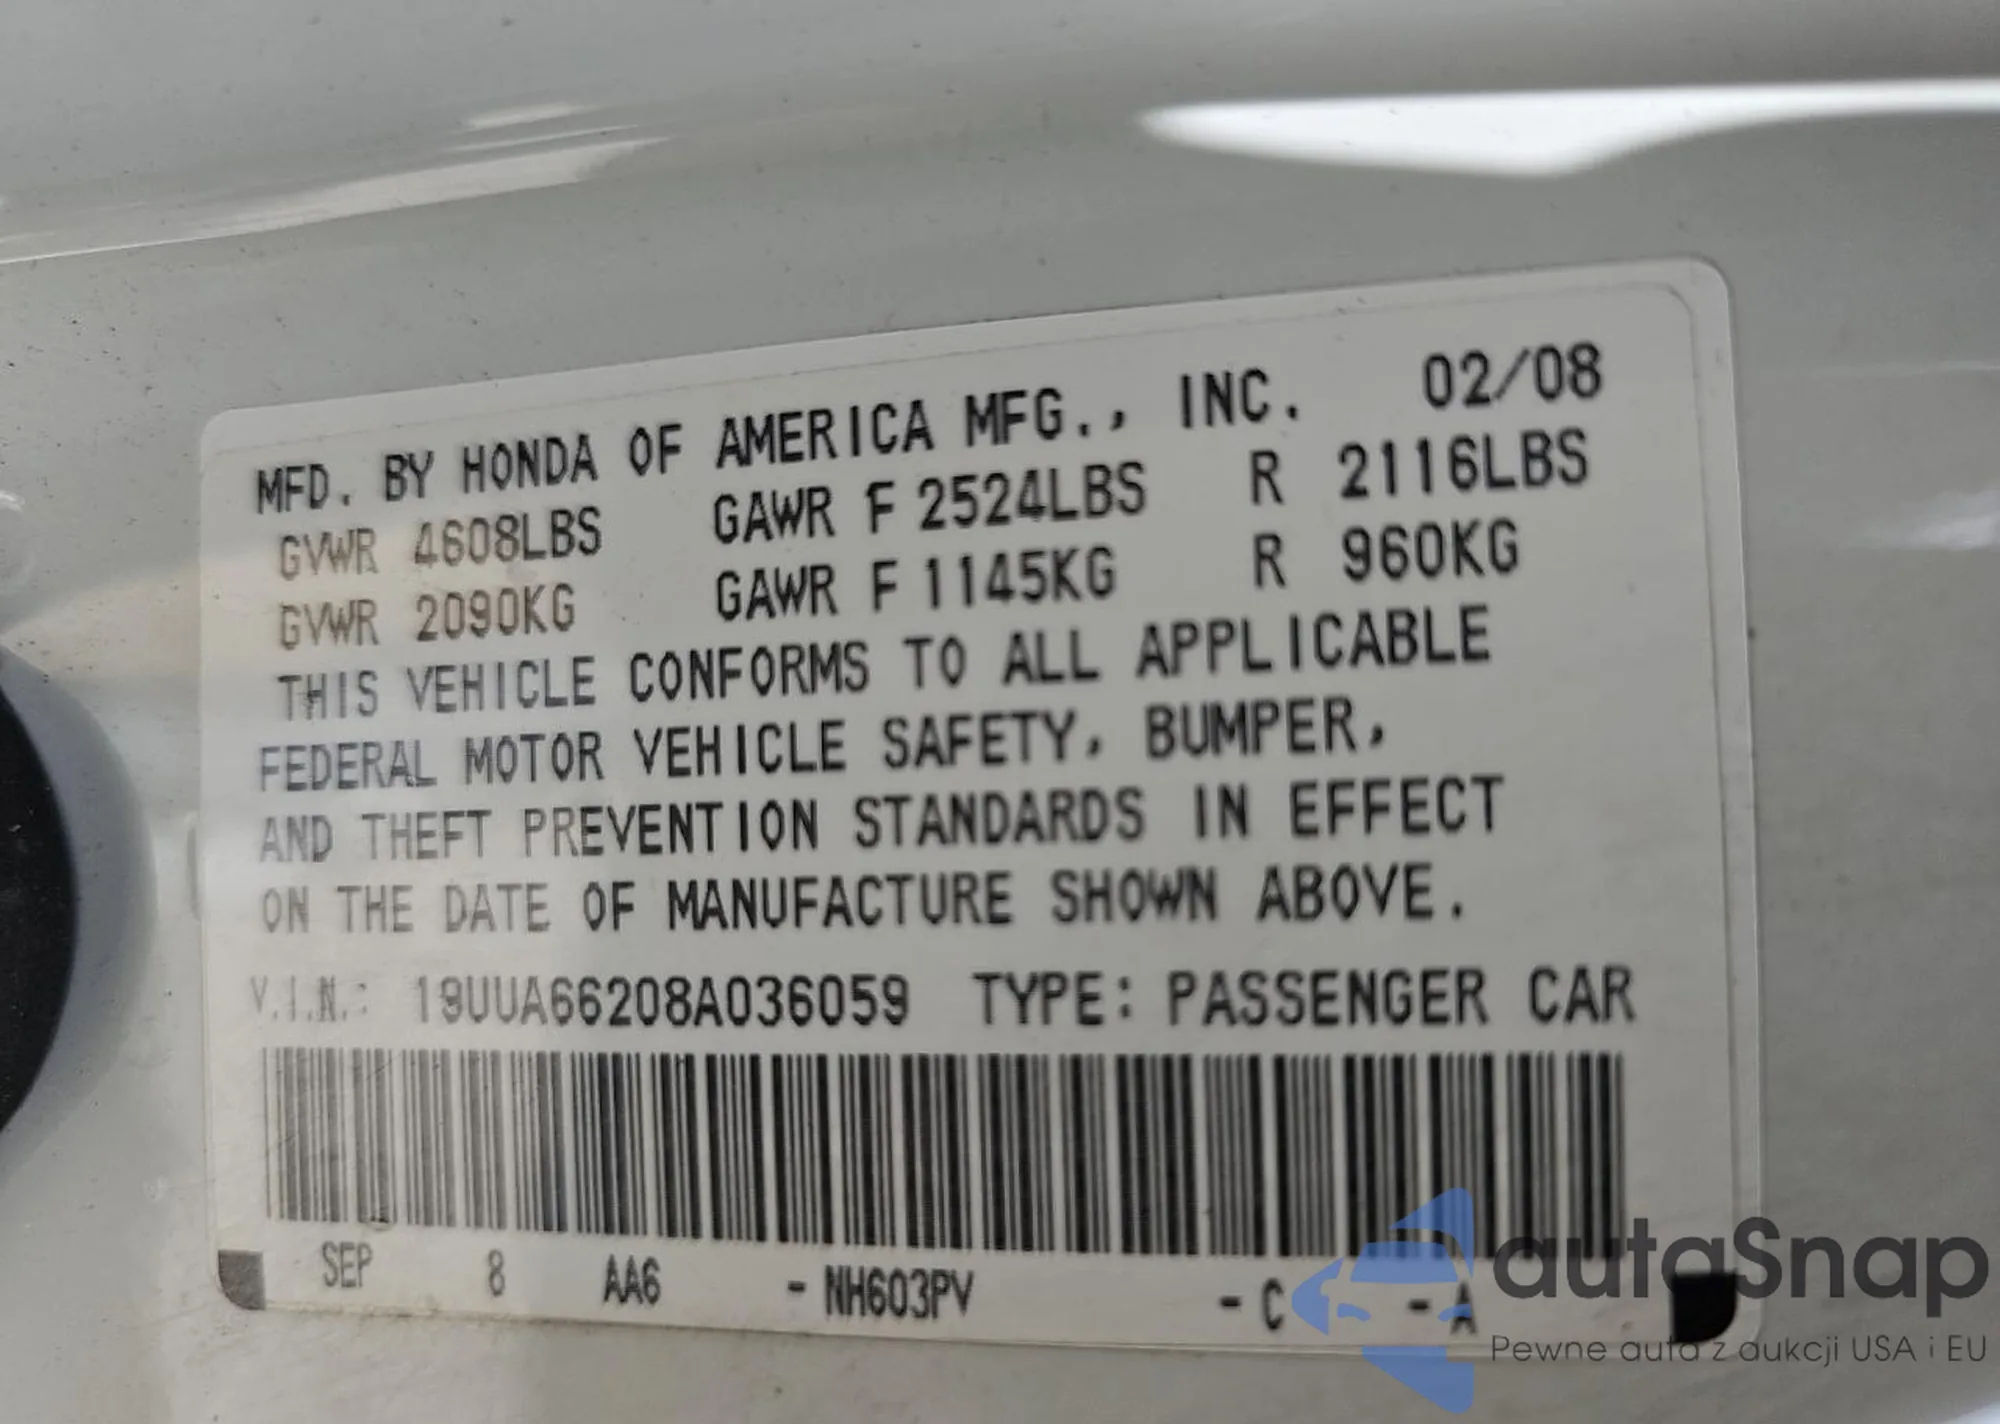 MFD. BY HONDA OF AMERICA MFG., INC. 02/08
GVWR 4608LBS GAWR F 2524LBS R 2116LBS
GVWR 2090KG GAWR F 1145KG R 960KG
THIS VEHICLE CONFORMS TO ALL APPLICABLE
FEDERAL MOTOR VEHICLE SAFETY, BUMPER,
AND THEFT PREVENTION STANDARDS IN EFFECT
ON THE DATE OF MANUFACTURE SHOWN ABOVE.
V.I.N.: 19UUA66208A036059 TYPE: PASSENGER CAR
SEP 8 AA6 - NH603PV - C - A
autaSnap
Pewne auta z aukcji USA i EU